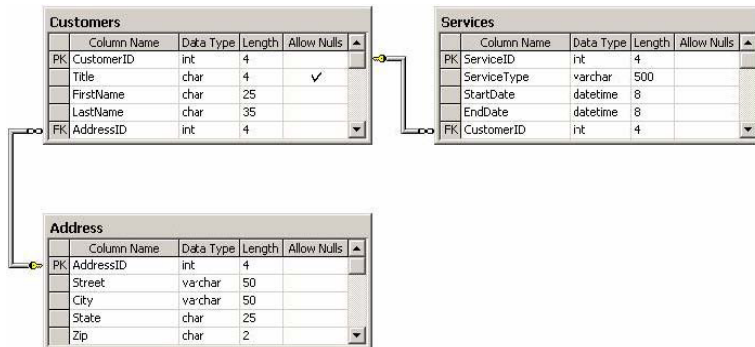 Customers
Column Name Data Type Length Allow Nulls
PK CustomerID int 4
Title char 4 ✓
FirstName char 25
LastName char 35
FK AddressID int 4
Services
Column Name Data Type Length Allow Nulls
PK ServiceID int 4
ServiceType varchar 500
StartDate datetime 8
EndDate datetime 8
FK CustomerID int 4
Address
Column Name Data Type Length Allow Nulls
PK AddressID int 4
Street varchar 50
City varchar 50
State char 25
Zip char 2